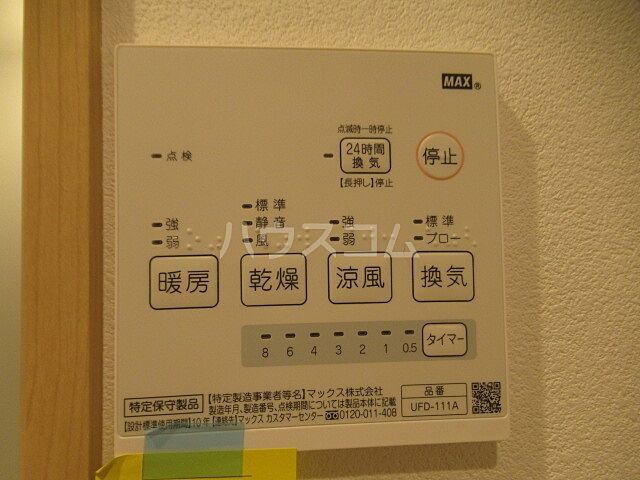 MAX®
点滅時一時停止
点検
24時間
換気
停止
【長押し】停止
標準
強
静音
強
標準
弱
風
弱
ブロー
ハウスコム
暖房
乾燥
涼風
換気
8 6 4 3 2 1 0.5
タイマー
特定保守製品
【特定製造事業者等名】マックス株式会社
製造年月、製造番号、点検期間については製品本体に記載
【設計標準使用期間】10年【連絡先】マックス カスタマーセンター 0120-011-408
品番
UFD-111A